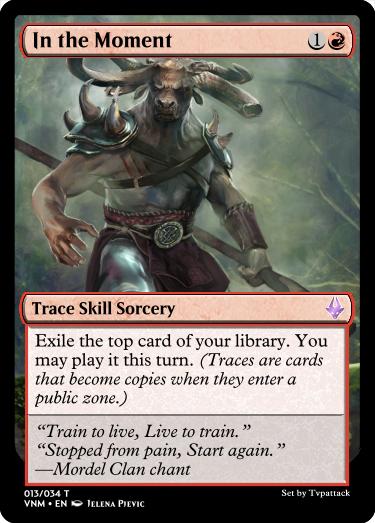 In the Moment
1
Trace Skill Sorcery
Exile the top card of your library. You
may play it this turn. (Traces are cards
that become copies when they enter a
public zone.)
“Train to live, Live to train.”
“Stopped from pain, Start again.”
—Mordel Clan chant
013/034 T
VNM • EN Jelena Pjevic
Set by Tvpattack